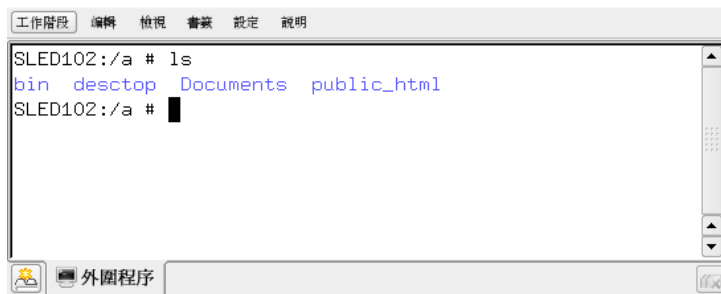 工作階段 編輯 檢視 書籤 設定 說明
SLED102:/a # ls
bin desctop Documents public_html
SLED102:/a #
外圍程序